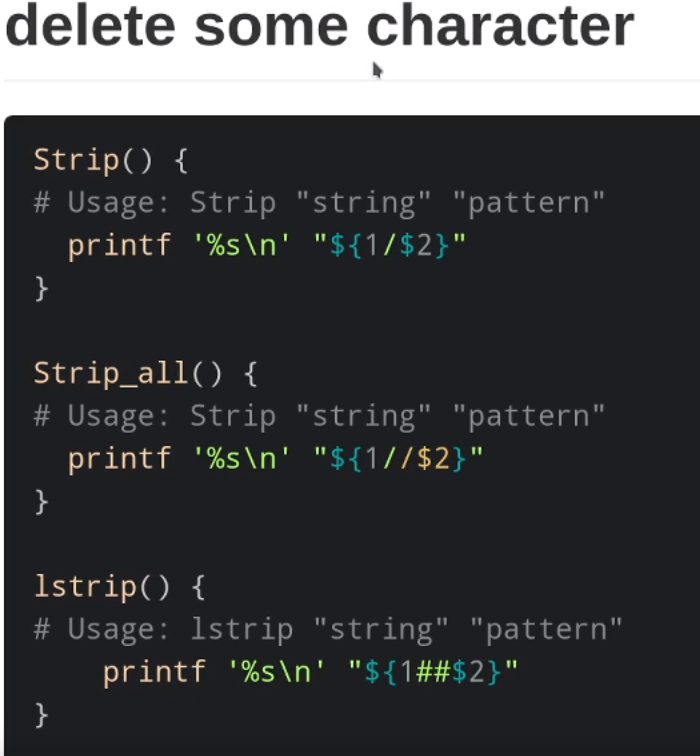 delete some character
Strip() {
# Usage: Strip "string" "pattern"
  printf '%s\n' "${1/$2}"
}
Strip_all() {
# Usage: Strip "string" "pattern"
  printf '%s\n' "${1//$2}"
}
lstrip() {
# Usage: lstrip "string" "pattern"
    printf '%s\n' "${1##$2}"
}